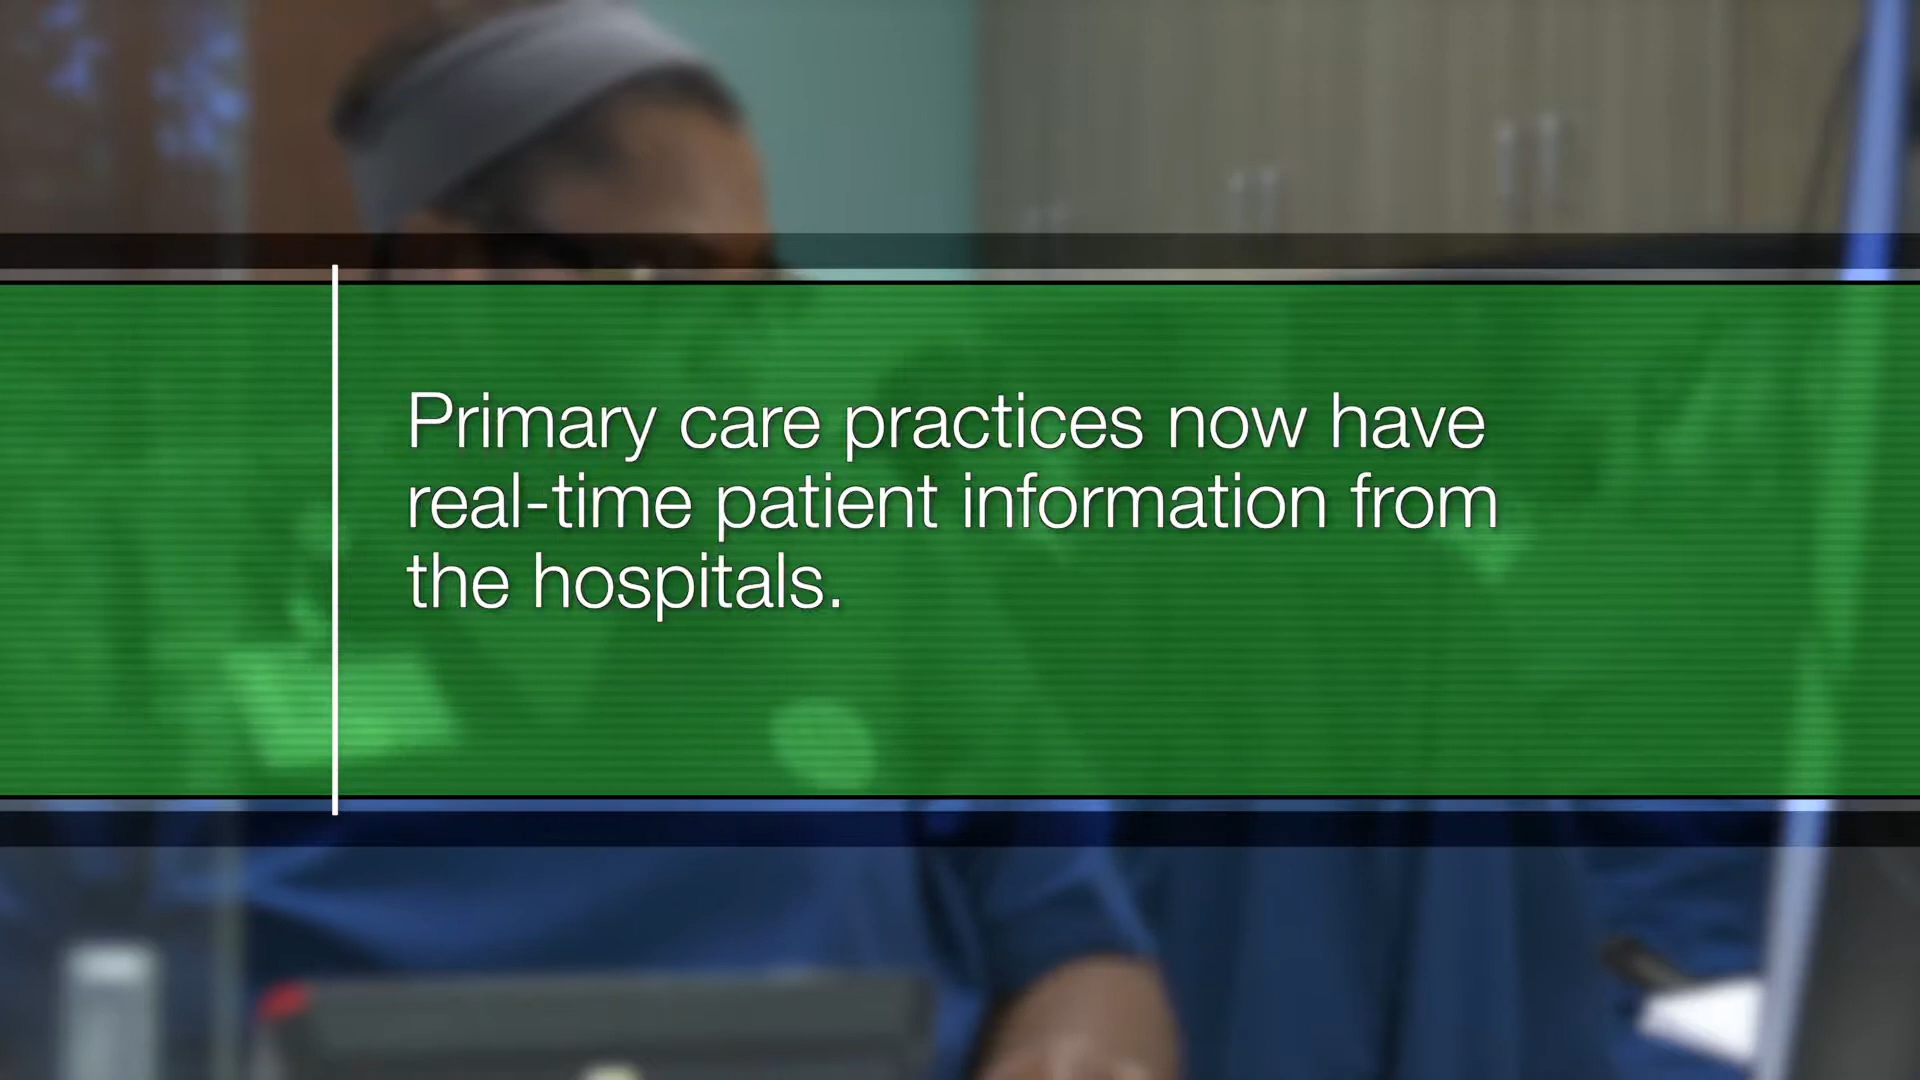 Primary care practices now have
real-time patient information from
the hospitals.